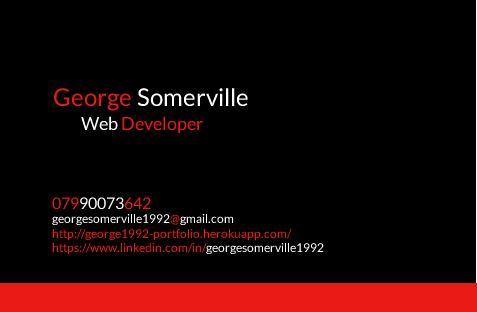 George Somerville
Web Developer
07990073642
georgesomerville1992@gmail.com
http://george1992-portfolio.herokuapp.com/
https://www.linkedin.com/in/georgesomerville1992